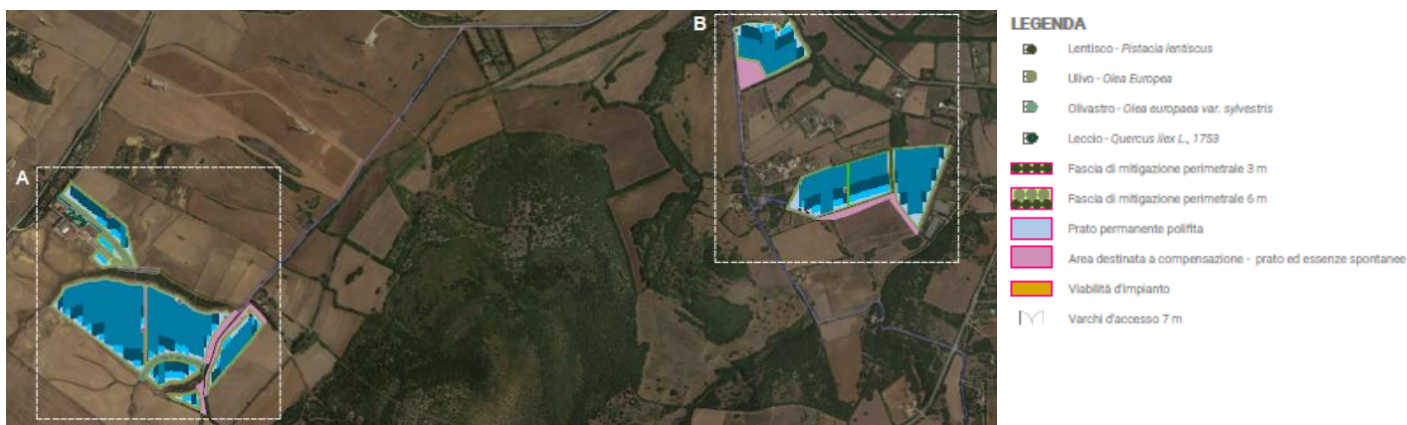 A
B
LEGENDA
Lentisco - Pistacia lentiscus
Ulivo - Olea Europea
Olivastro - Olea europaea var. sylvestris
Leccio - Quercus ilex L., 1753
Fascia di mitigazione perimetrale 3 m
Fascia di mitigazione perimetrale 6 m
Prato permanente polifita
Area destinata a compensazione - prato ed essenze spontanee
Viabilità d'impianto
Varchi d'accesso 7 m